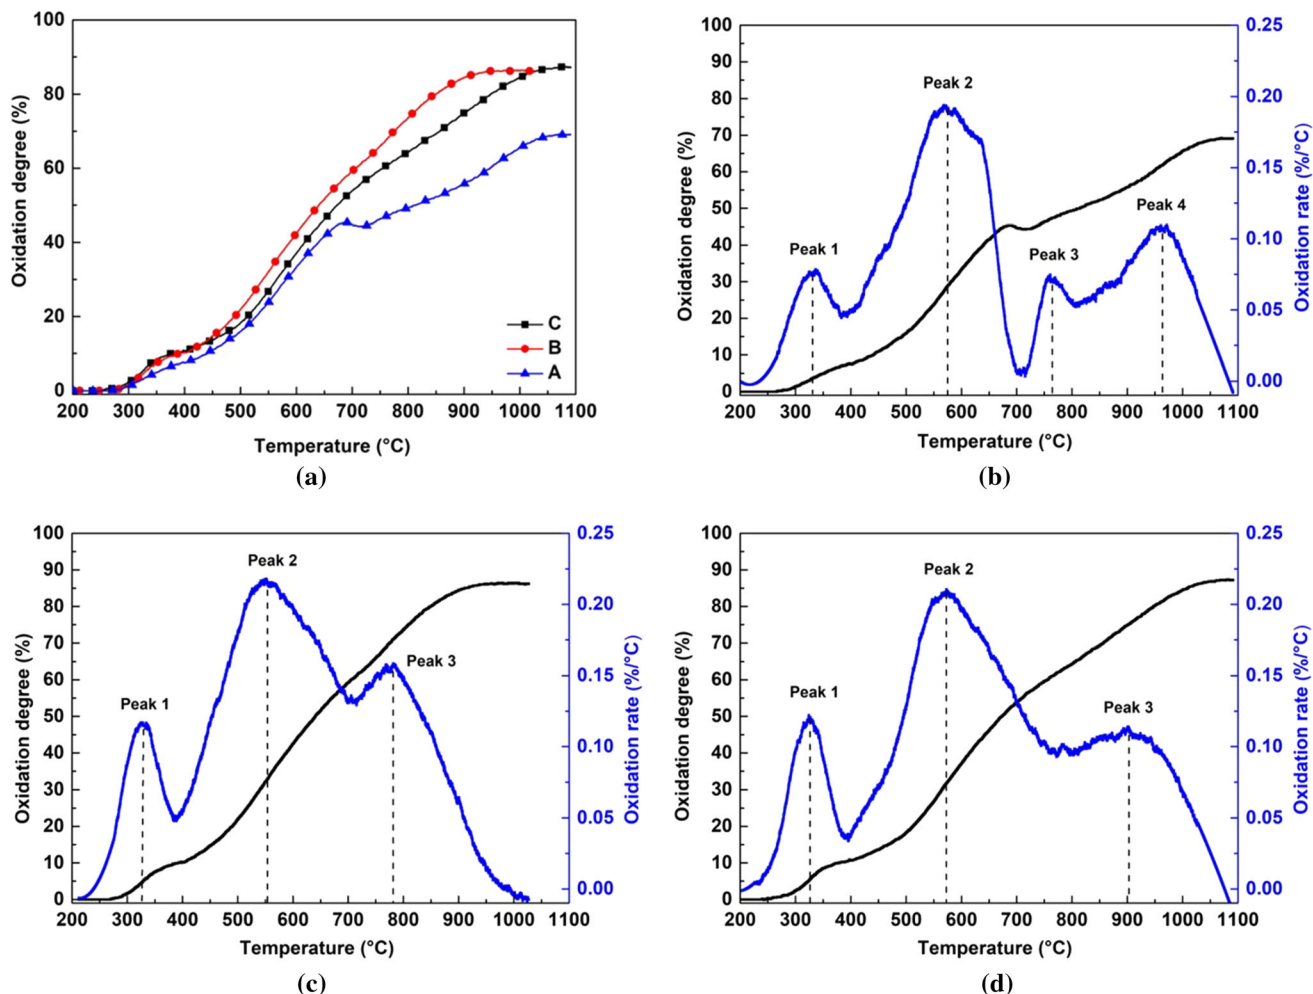 100
80
60
40
20
0
Oxidation degree (%)
C
B
A
200 300 400 500 600 700 800 900 1000 1100
Temperature (°C)
(a)
100
90
80
70
60
50
40
30
20
10
0
Oxidation degree (%)
Peak 1
Peak 2
Peak 3
Peak 4
0.25
0.20
0.15
0.10
0.05
0.00
Oxidation rate (%/°C)
200 300 400 500 600 700 800 900 1000 1100
Temperature (°C)
(b)
100
90
80
70
60
50
40
30
20
10
0
Oxidation degree (%)
Peak 1
Peak 2
Peak 3
0.25
0.20
0.15
0.10
0.05
0.00
Oxidation rate (%/°C)
200 300 400 500 600 700 800 900 1000 1100
Temperature (°C)
(c)
100
90
80
70
60
50
40
30
20
10
0
Oxidation degree (%)
Peak 1
Peak 2
Peak 3
0.25
0.20
0.15
0.10
0.05
0.00
Oxidation rate (%/°C)
200 300 400 500 600 700 800 900 1000 1100
Temperature (°C)
(d)